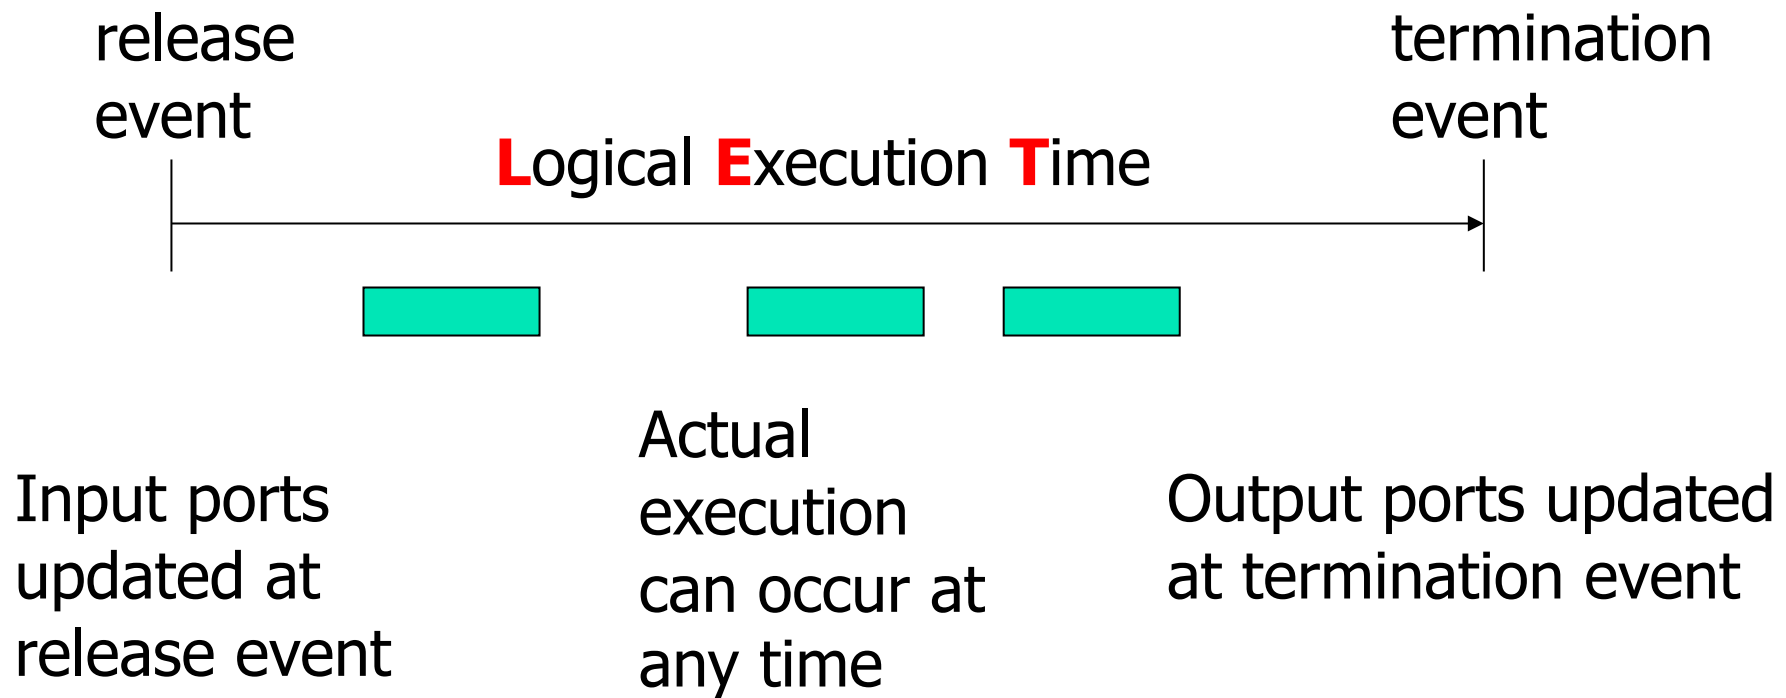 release
event
termination
event
Logical Execution Time
Input ports
updated at
release event
Actual
execution
can occur at
any time
Output ports updated
at termination event